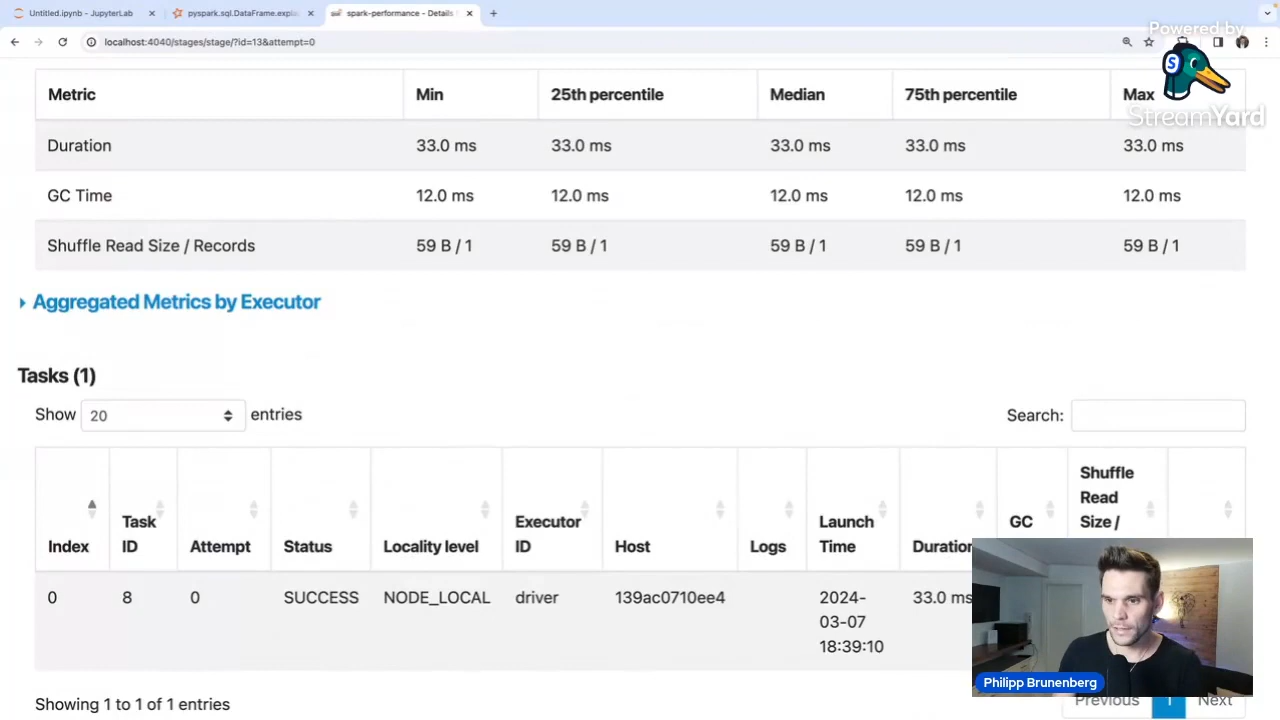 Untitled.ipynb - JupyterLab
pyspark.sql.DataFrame.expla
spark-performance - Details
localhost:4040/stages/stage/?id=13&attempt=0
Powered by
StreamYard
Metric Min 25th percentile Median 75th percentile Max
Duration 33.0 ms 33.0 ms 33.0 ms 33.0 ms 33.0 ms
GC Time 12.0 ms 12.0 ms 12.0 ms 12.0 ms 12.0 ms
Shuffle Read Size / Records 59 B / 1 59 B / 1 59 B / 1 59 B / 1 59 B / 1
Aggregated Metrics by Executor
Tasks (1)
Show 20 entries
Search:
Index
Task
ID
Attempt
Status
Locality level
Executor
ID
Host
Logs
Launch
Time
Duration
GC
Shuffle
Read
Size /
0 8 0 SUCCESS NODE_LOCAL driver 139ac0710ee4 2024-
03-07
18:39:10
33.0 ms
Showing 1 to 1 of 1 entries
Philipp Brunenberg
Previous 1 Next